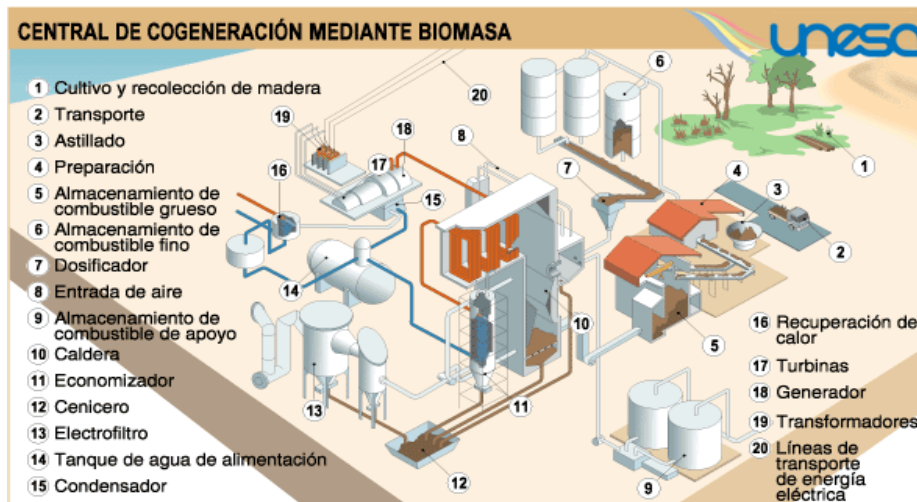 CENTRAL DE COGENERACIÓN MEDIANTE BIOMASA
unesa
1 Cultivo y recolección de madera
2 Transporte
3 Astillado
4 Preparación
5 Almacenamiento de
combustible grueso
6 Almacenamiento de
combustible fino
7 Dosificador
8 Entrada de aire
9 Almacenamiento de
combustible de apoyo
10 Caldera
11 Economizador
12 Cenicero
13 Electrofiltro
14 Tanque de agua de alimentación
15 Condensador
16 Recuperación de
calor
17 Turbinas
18 Generador
19 Transformadores
20 Líneas de
transporte
de energía
eléctrica
20
6
19
18
8
17
16
15
7
4
3
1
2
14
10
5
13
11
12
9